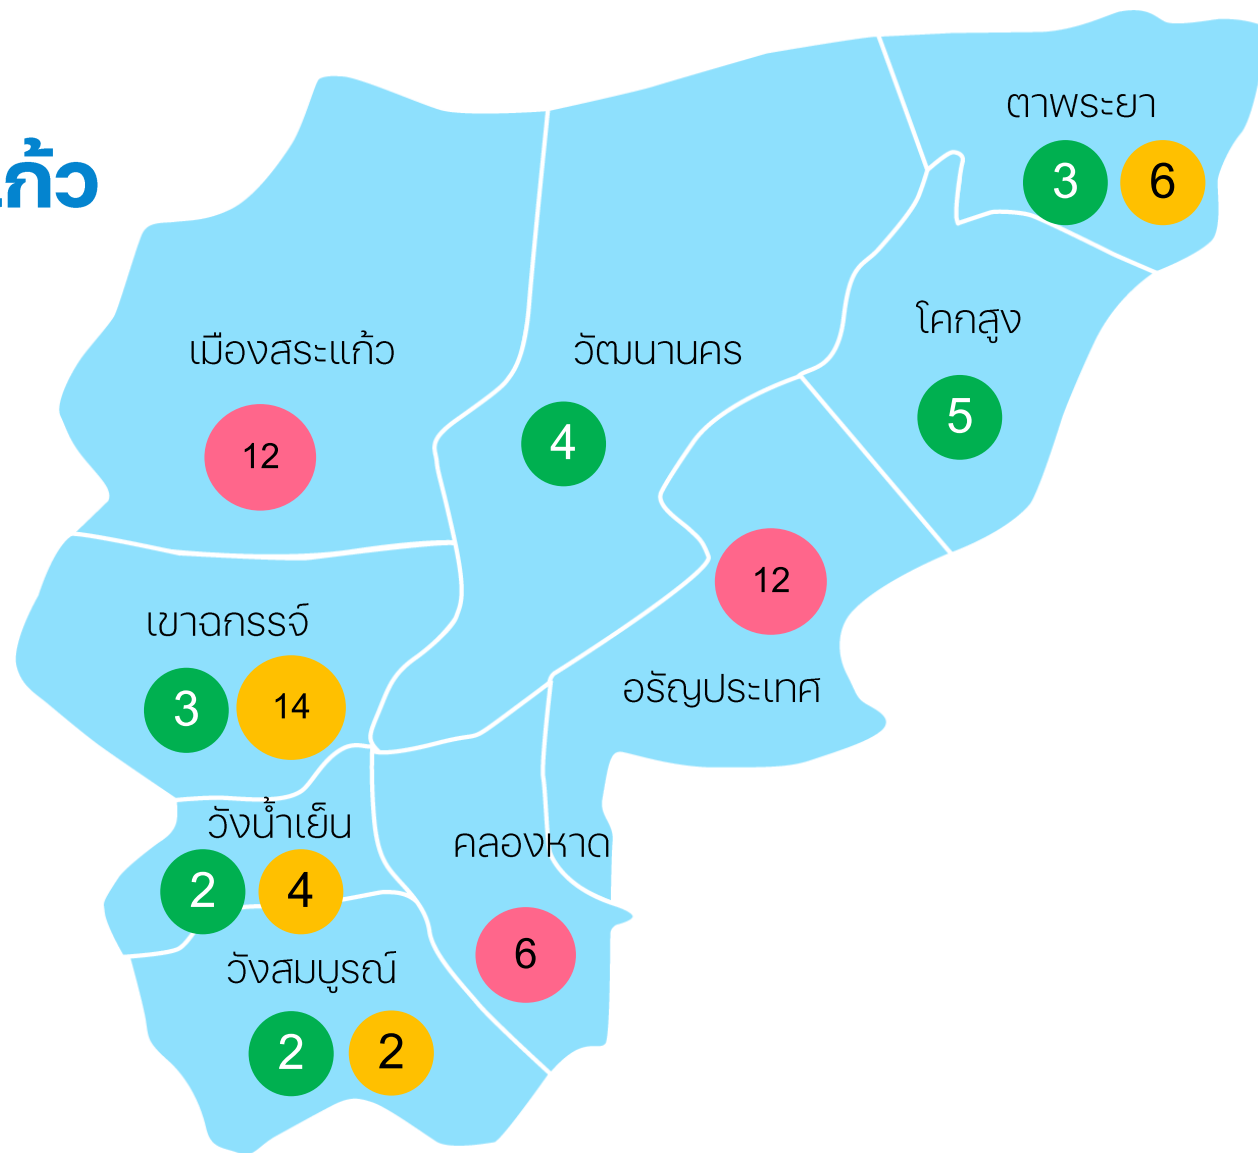 ตาพระยา
3 6
แก้ว
โคกสูง
5
เมืองสระแก้ว
12
วัฒนานคร
4
12
อรัญประเทศ
เขาฉกรรจ์
3 14
วังน้ำเย็น
2 4
คลองหาด
6
วังสมบูรณ์
2 2